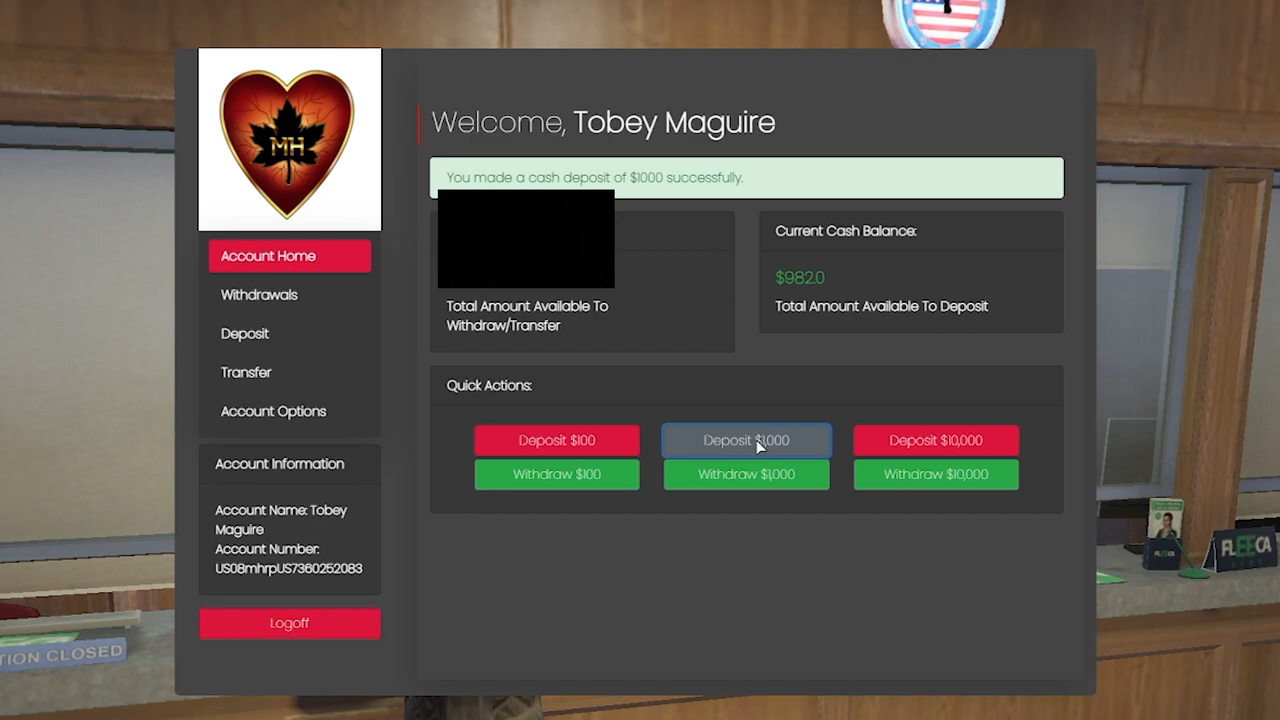 MH
Welcome, Tobey Maguire
You made a cash deposit of $1000 successfully.
Current Cash Balance:
$982.0
Total Amount Available To Deposit
Total Amount Available To
Withdraw/Transfer
Account Home
Withdrawals
Deposit
Transfer
Account Options
Quick Actions:
Deposit $100
Deposit $1,000
Deposit $10,000
Withdraw $100
Withdraw $1,000
Withdraw $10,000
Account Information
Account Name: Tobey
Maguire
Account Number:
US08mhrpUS7360252083
Logoff
TION CLOSED
FLEECA
FLEECA